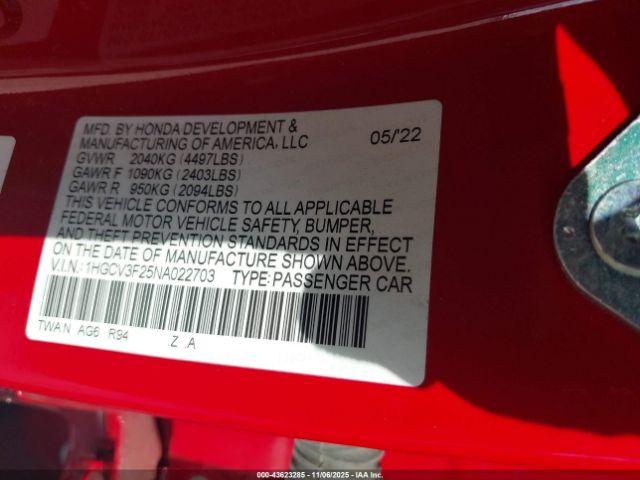 MFD. BY HONDA DEVELOPMENT &
MANUFACTURING OF AMERICA, LLC 05/'22
GVWR 2040KG (4497LBS)
GAWR F 1090KG (2403LBS)
GAWR R 950KG (2094LBS)
THIS VEHICLE CONFORMS TO ALL APPLICABLE
FEDERAL MOTOR VEHICLE SAFETY, BUMPER,
AND THEFT PREVENTION STANDARDS IN EFFECT
ON THE DATE OF MANUFACTURE SHOWN ABOVE.
V.I.N.: 1HGCV3F25NA022703 TYPE: PASSENGER CAR
TWA N AG6 R94 .Z .A
000-43623285 - 11/06/2025 - IAAI.COM